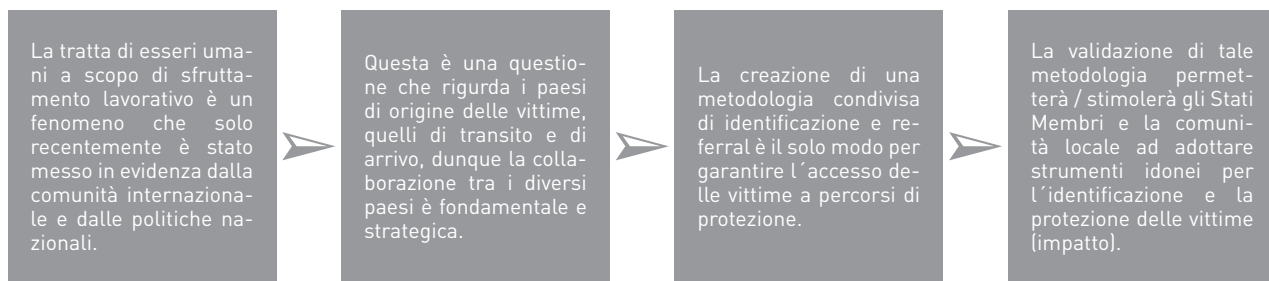 La tratta di esseri uma-
ni a scopo di sfrutta-
mento lavorativo è un
fenomeno che solo
recentemente è stato
messo in evidenza dalla
comunità internaziona-
le e dalle politiche na-
zionali.
Questa è una questio-
ne che rigurda i paesi
di origine delle vittime,
quelli di transito e di
arrivo, dunque la colla-
borazione tra i diversi
paesi è fondamentale e
strategica.
La creazione di una
metodologia condivisa
di identificazione e re-
ferral è il solo modo per
garantire l´accesso de-
lle vittime a percorsi di
protezione.
La validazione di tale
metodologia permet-
terà / stimolerà gli Stati
Membri e la comuni-
tà locale ad adottare
strumenti idonei per
l´identificazione e la
protezione delle vittime
(impatto).